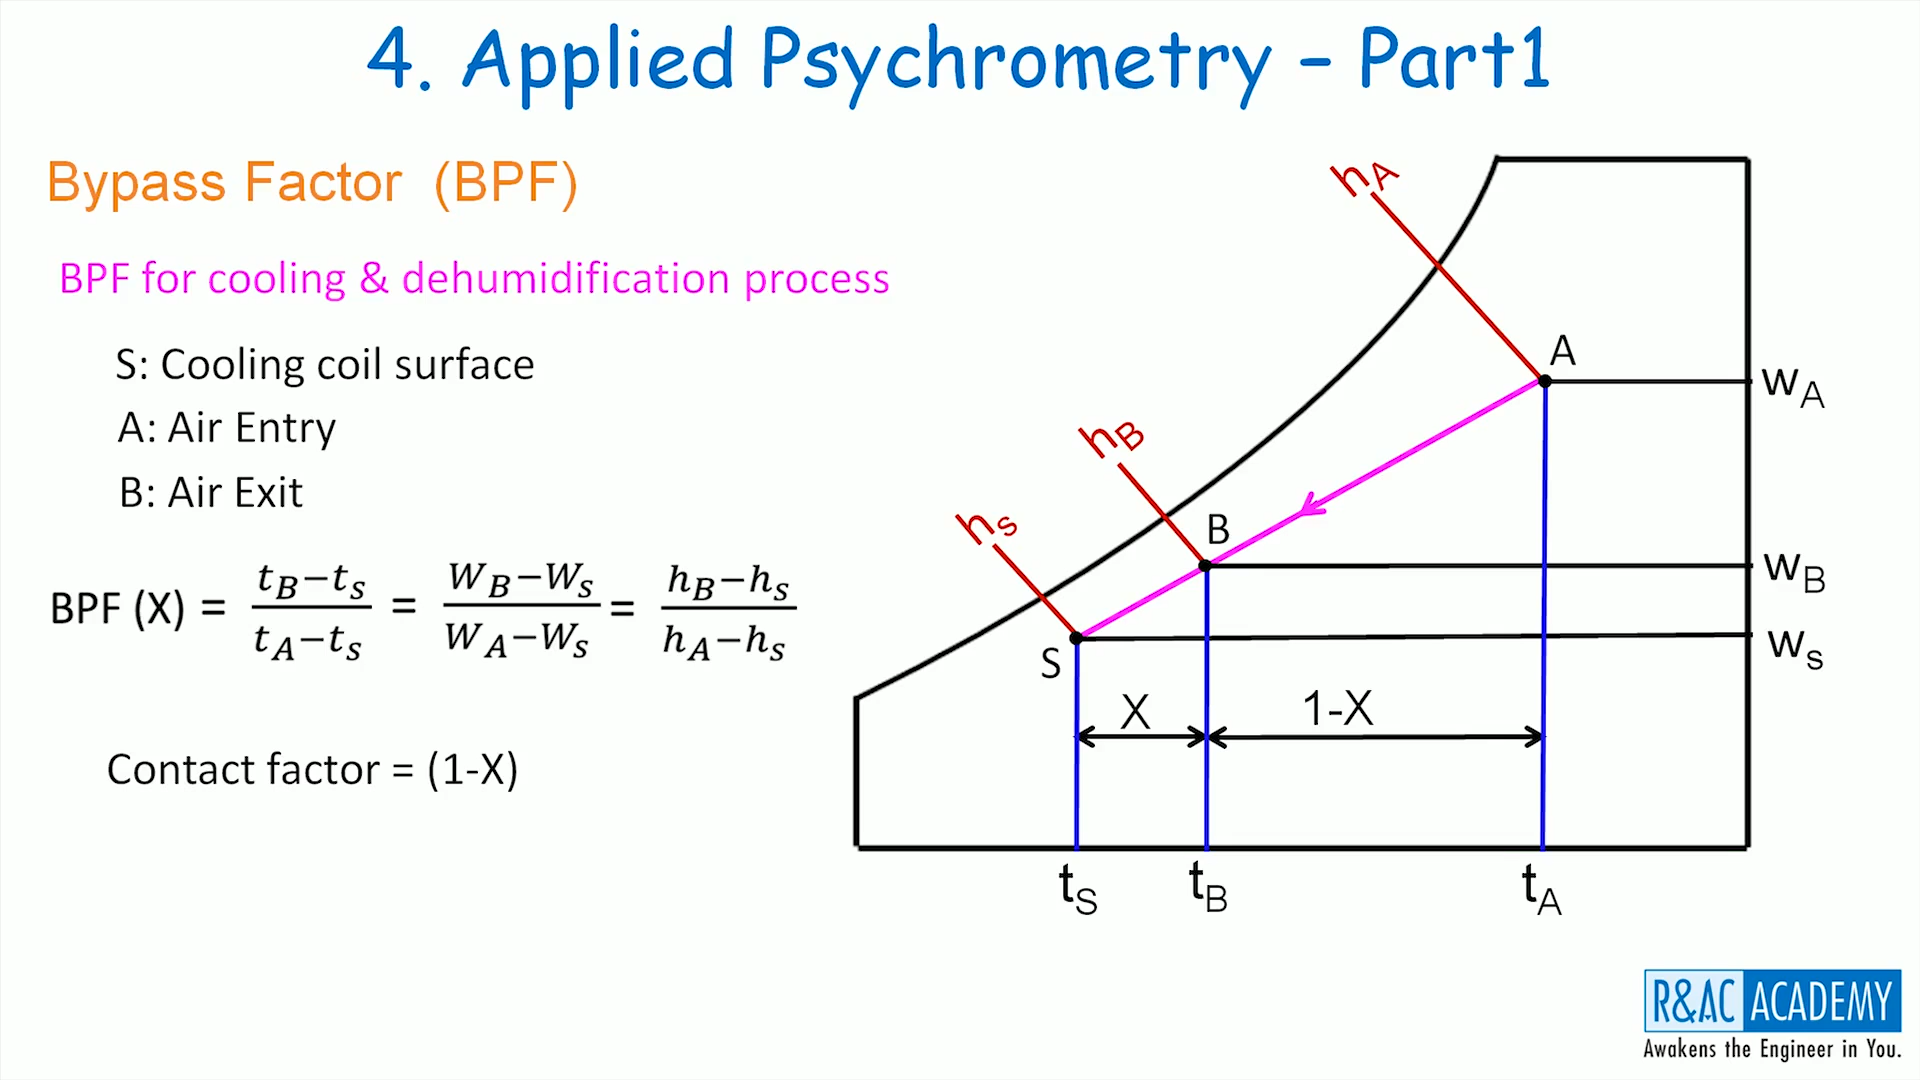 4. Applied Psychrometry – Part1
Bypass Factor (BPF)
BPF for cooling & dehumidification process
S: Cooling coil surface
A: Air Entry
B: Air Exit
BPF (X) = (t_B−t_s)/(t_A−t_s) = (W_B−W_s)/(W_A−W_s) = (h_B−h_s)/(h_A−h_s)
Contact factor = (1-X)
h_A
A
w_A
h_B
B
w_B
h_s
S
w_s
X
1-X
t_S
t_B
t_A
R&AC ACADEMY
Awakens the Engineer in You.